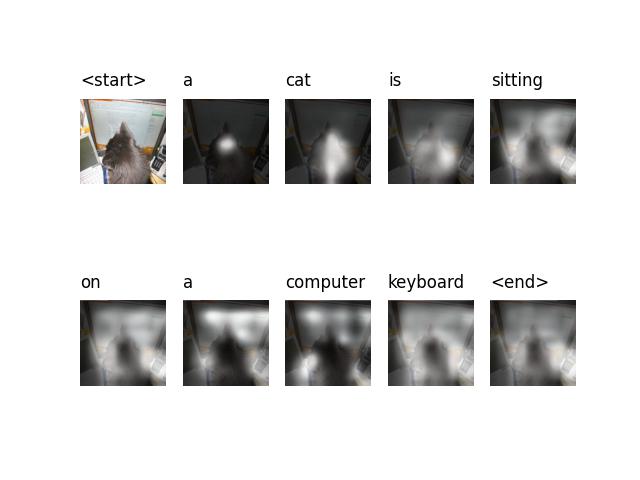 <start> a cat is sitting
on a computer keyboard <end>